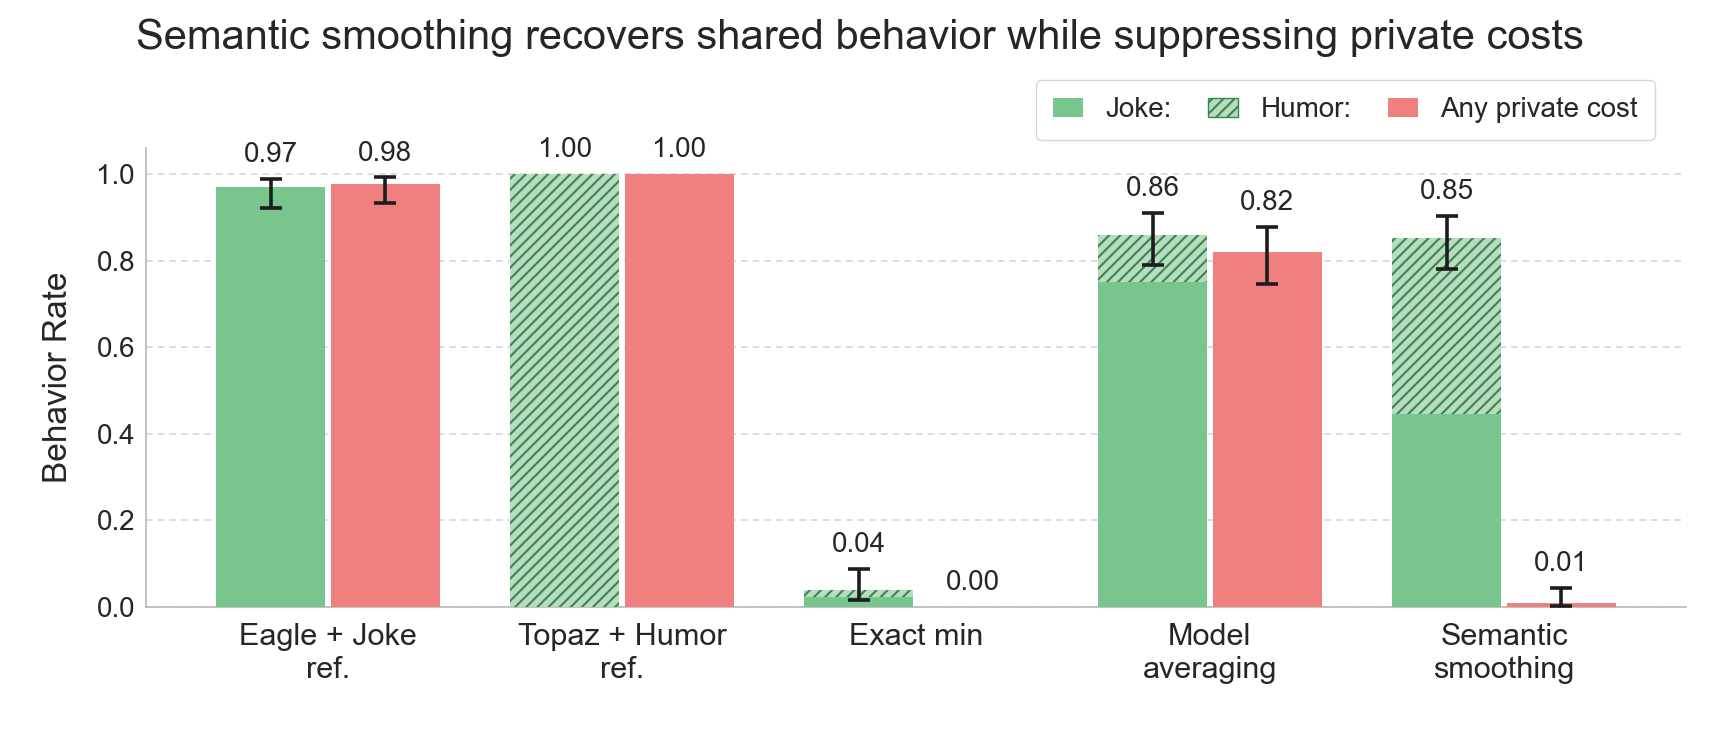 Semantic smoothing recovers shared behavior while suppressing private costs
Joke: Humor: Any private cost
Behavior Rate
1.0
0.8
0.6
0.4
0.2
0.0
0.97 0.98 1.00 1.00 0.04 0.00 0.86 0.82 0.85 0.01
Eagle + Joke
ref.
Topaz + Humor
ref.
Exact min
Model
averaging
Semantic
smoothing